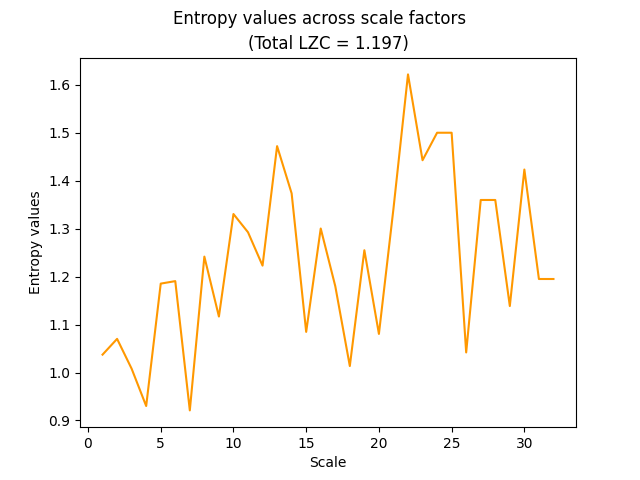 Entropy values across scale factors
(Total LZC = 1.197)
1.6
1.5
1.4
1.3
1.2
1.1
1.0
0.9
Entropy values
0 5 10 15 20 25 30
Scale